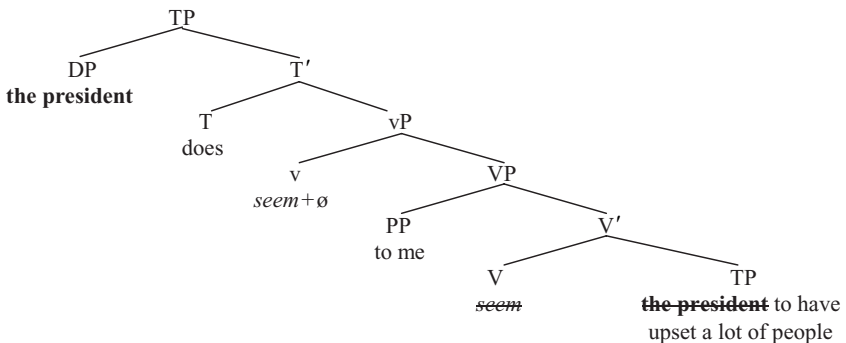 TP
DP T′
the president
T vP
does
v VP
seem+ø
PP V′
to me
V TP
seem the president to have
upset a lot of people